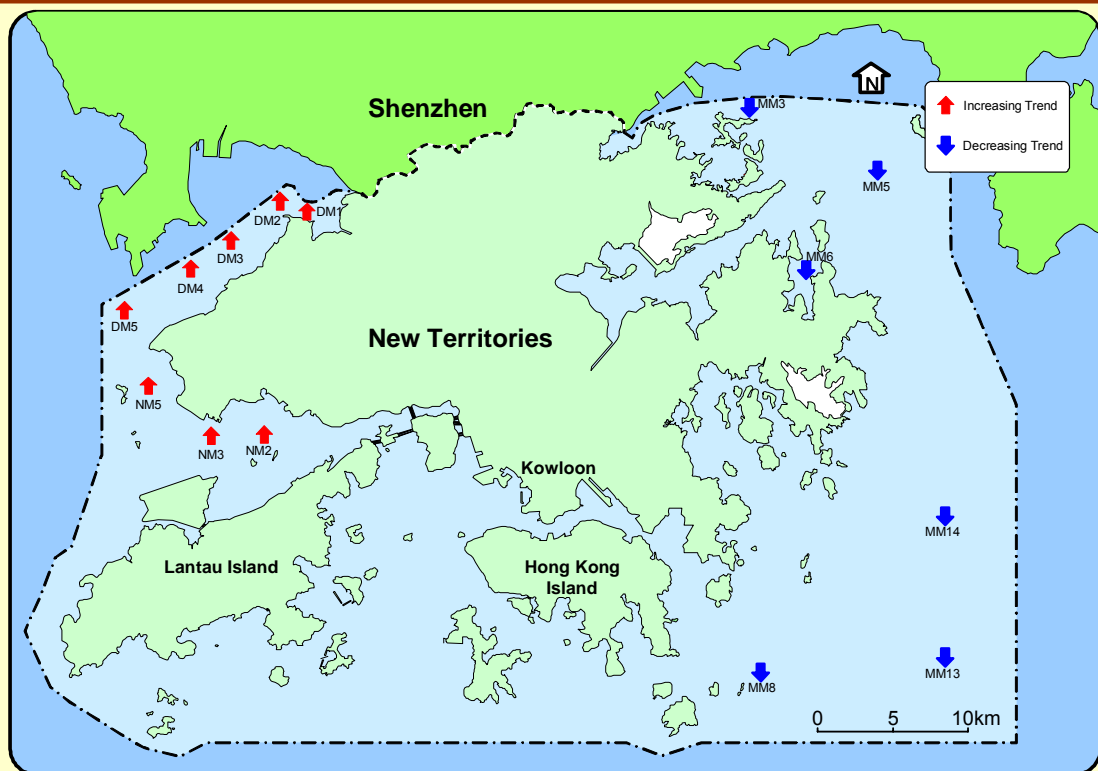 N
MM3
Shenzhen
Increasing Trend
Decreasing Trend
MM5
DM2
DM1
DM3
MM6
DM4
DM5
New Territories
NM5
NM3
NM2
Kowloon
MM14
Lantau Island
Hong Kong
Island
MM8
MM13
0
5
10km